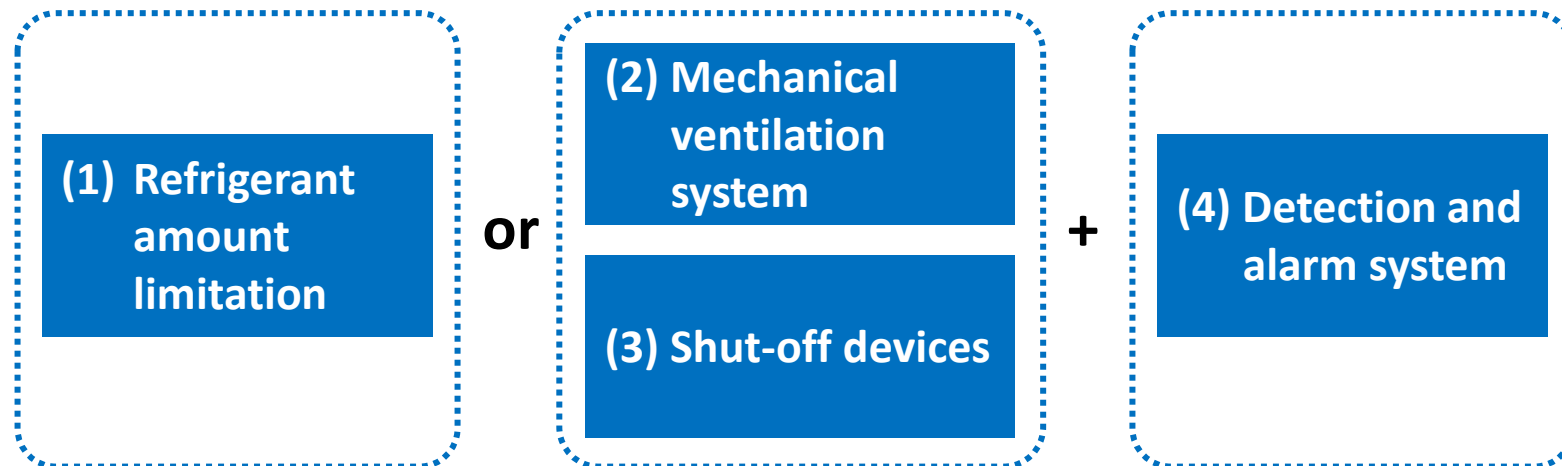 (1) Refrigerant
amount
limitation
or
(2) Mechanical
ventilation
system
(3) Shut-off devices
+
(4) Detection and
alarm system